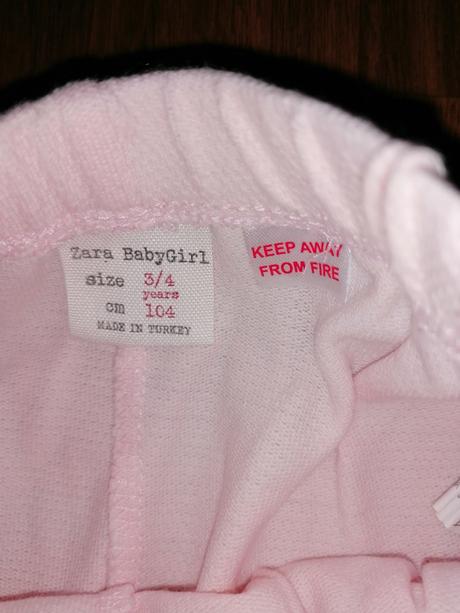 Zara BabyGirl
size 3/4
years
cm 104
MADE IN TURKEY
KEEP AWAY
FROM FIRE